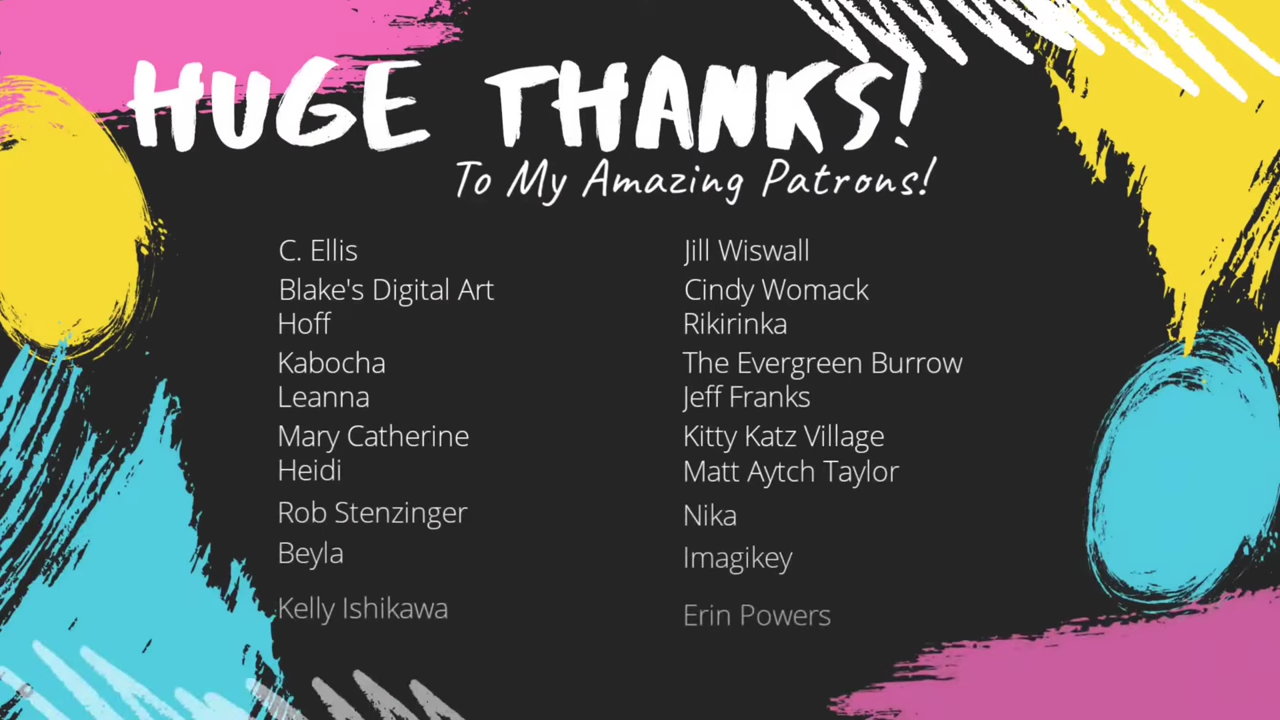 HUGE THANKS!
To My Amazing Patrons!
C. Ellis
Blake's Digital Art
Hoff
Kabocha
Leanna
Mary Catherine
Heidi
Rob Stenzinger
Beyla
Kelly Ishikawa
Jill Wiswall
Cindy Womack
Rikirinka
The Evergreen Burrow
Jeff Franks
Kitty Katz Village
Matt Aytch Taylor
Nika
Imagikey
Erin Powers